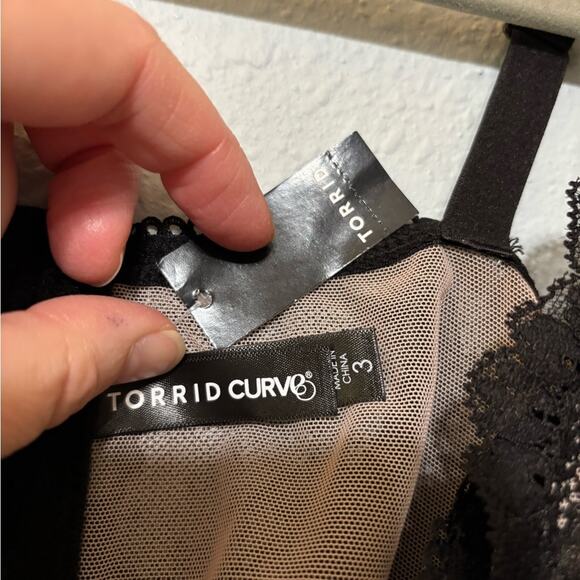 TORRID
TORRID CURVE®
MADE IN
CHINA
3